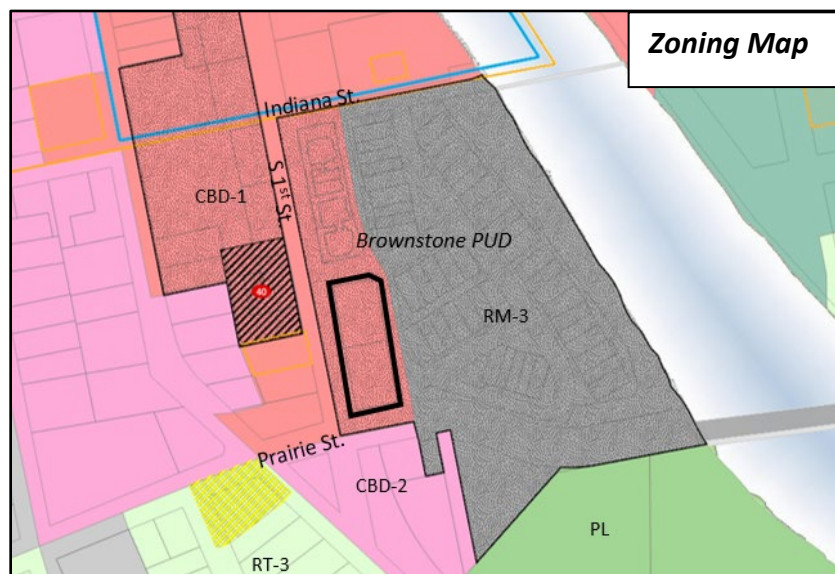 Zoning Map
Indiana St.
S 1st St.
CBD-1
Brownstone PUD
40
RM-3
Prairie St.
CBD-2
PL
RT-3